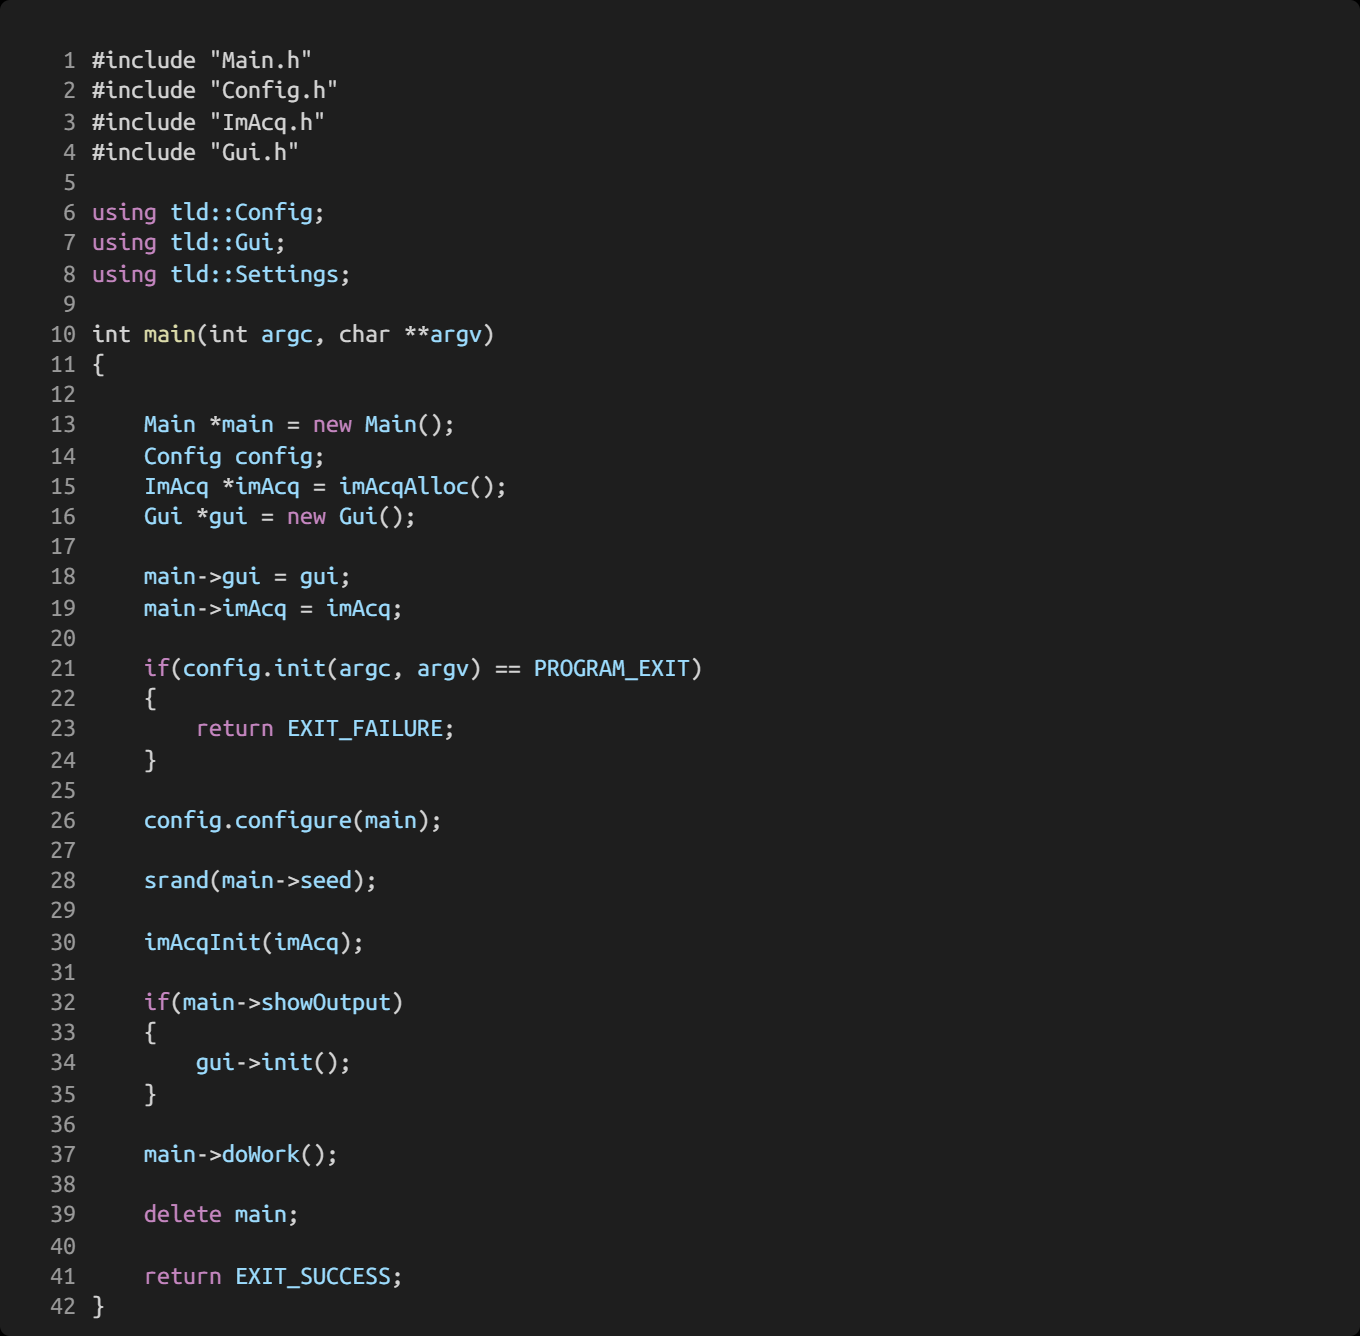 1 #include "Main.h"
2 #include "Config.h"
3 #include "ImAcq.h"
4 #include "Gui.h"
5
6 using tld::Config;
7 using tld::Gui;
8 using tld::Settings;
9
10 int main(int argc, char **argv)
11 {
12
13     Main *main = new Main();
14     Config config;
15     ImAcq *imAcq = imAcqAlloc();
16     Gui *gui = new Gui();
17
18     main->gui = gui;
19     main->imAcq = imAcq;
20
21     if(config.init(argc, argv) == PROGRAM_EXIT)
22     {
23         return EXIT_FAILURE;
24     }
25
26     config.configure(main);
27
28     srand(main->seed);
29
30     imAcqInit(imAcq);
31
32     if(main->showOutput)
33     {
34         gui->init();
35     }
36
37     main->doWork();
38
39     delete main;
40
41     return EXIT_SUCCESS;
42 }